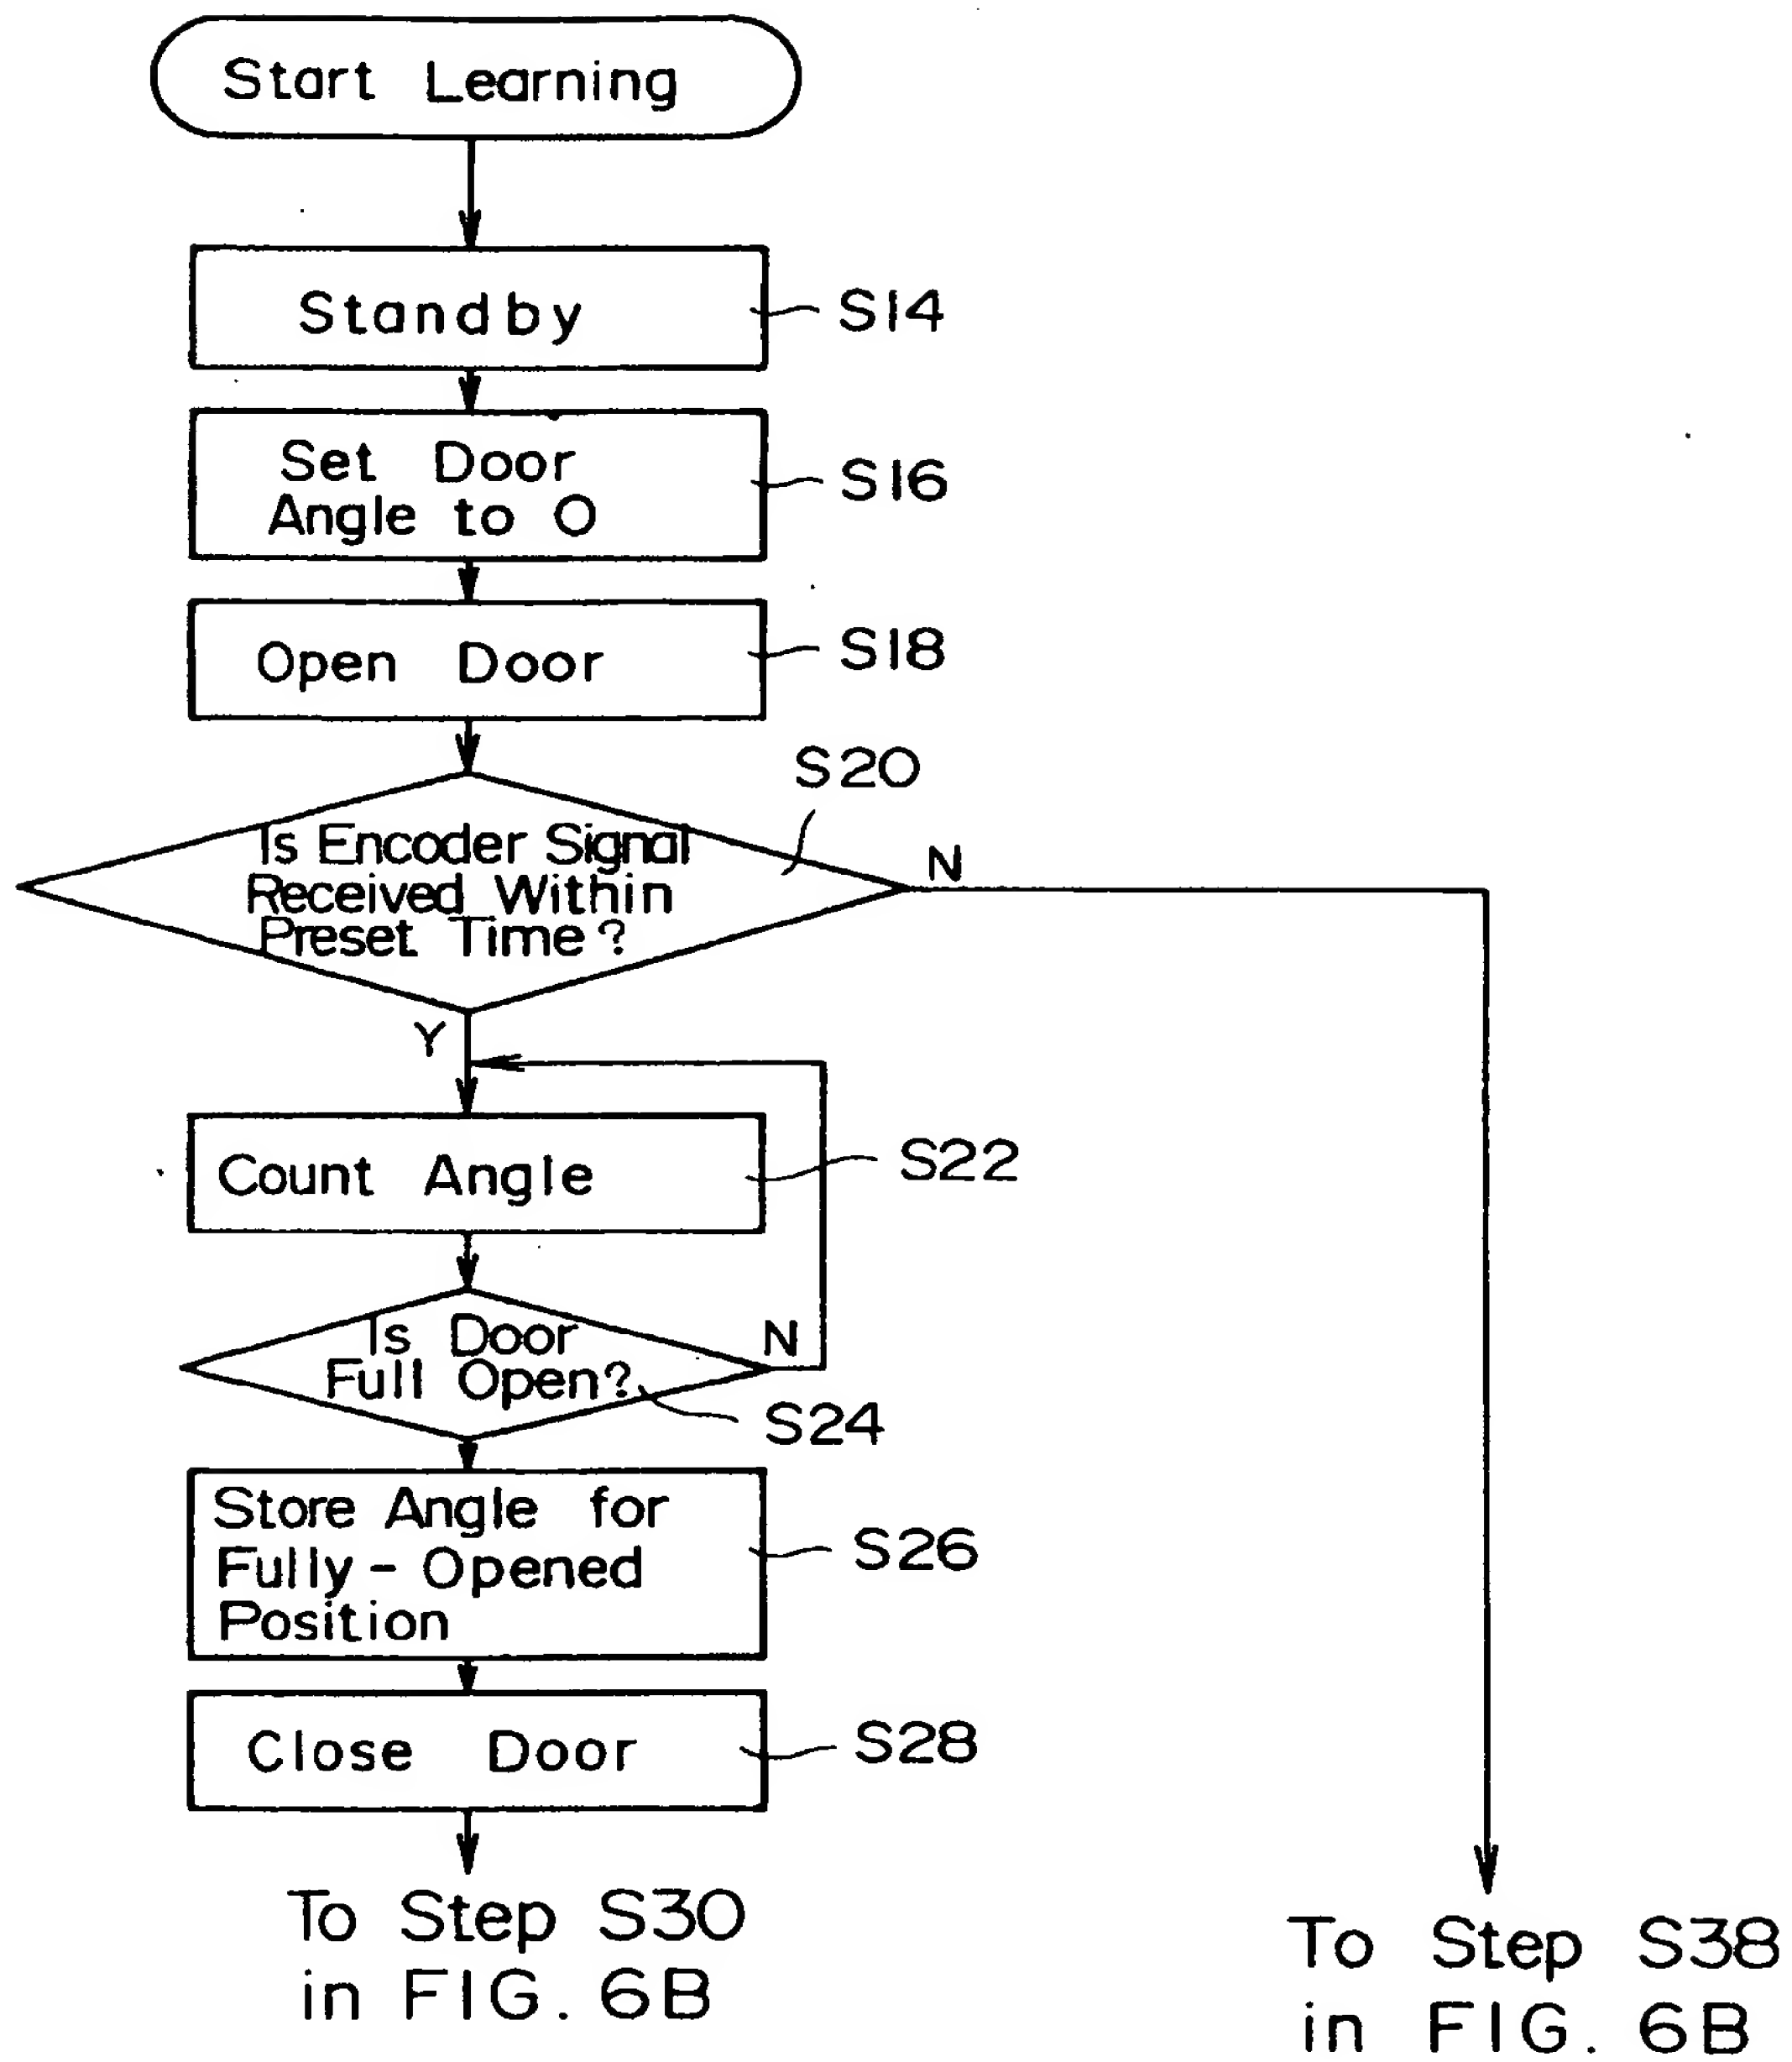 Start Learning
Standby
S14
Set Door
Angle to 0
S16
Open Door
S18
S20
Is Encoder Signal
Received Within
Preset Time?
N
Y
Count Angle
S22
Is Door
Full Open?
N
S24
Store Angle for
Fully-Opened
Position
S26
Close Door
S28
To Step S30
in FIG. 6B
To Step S38
in FIG. 6B